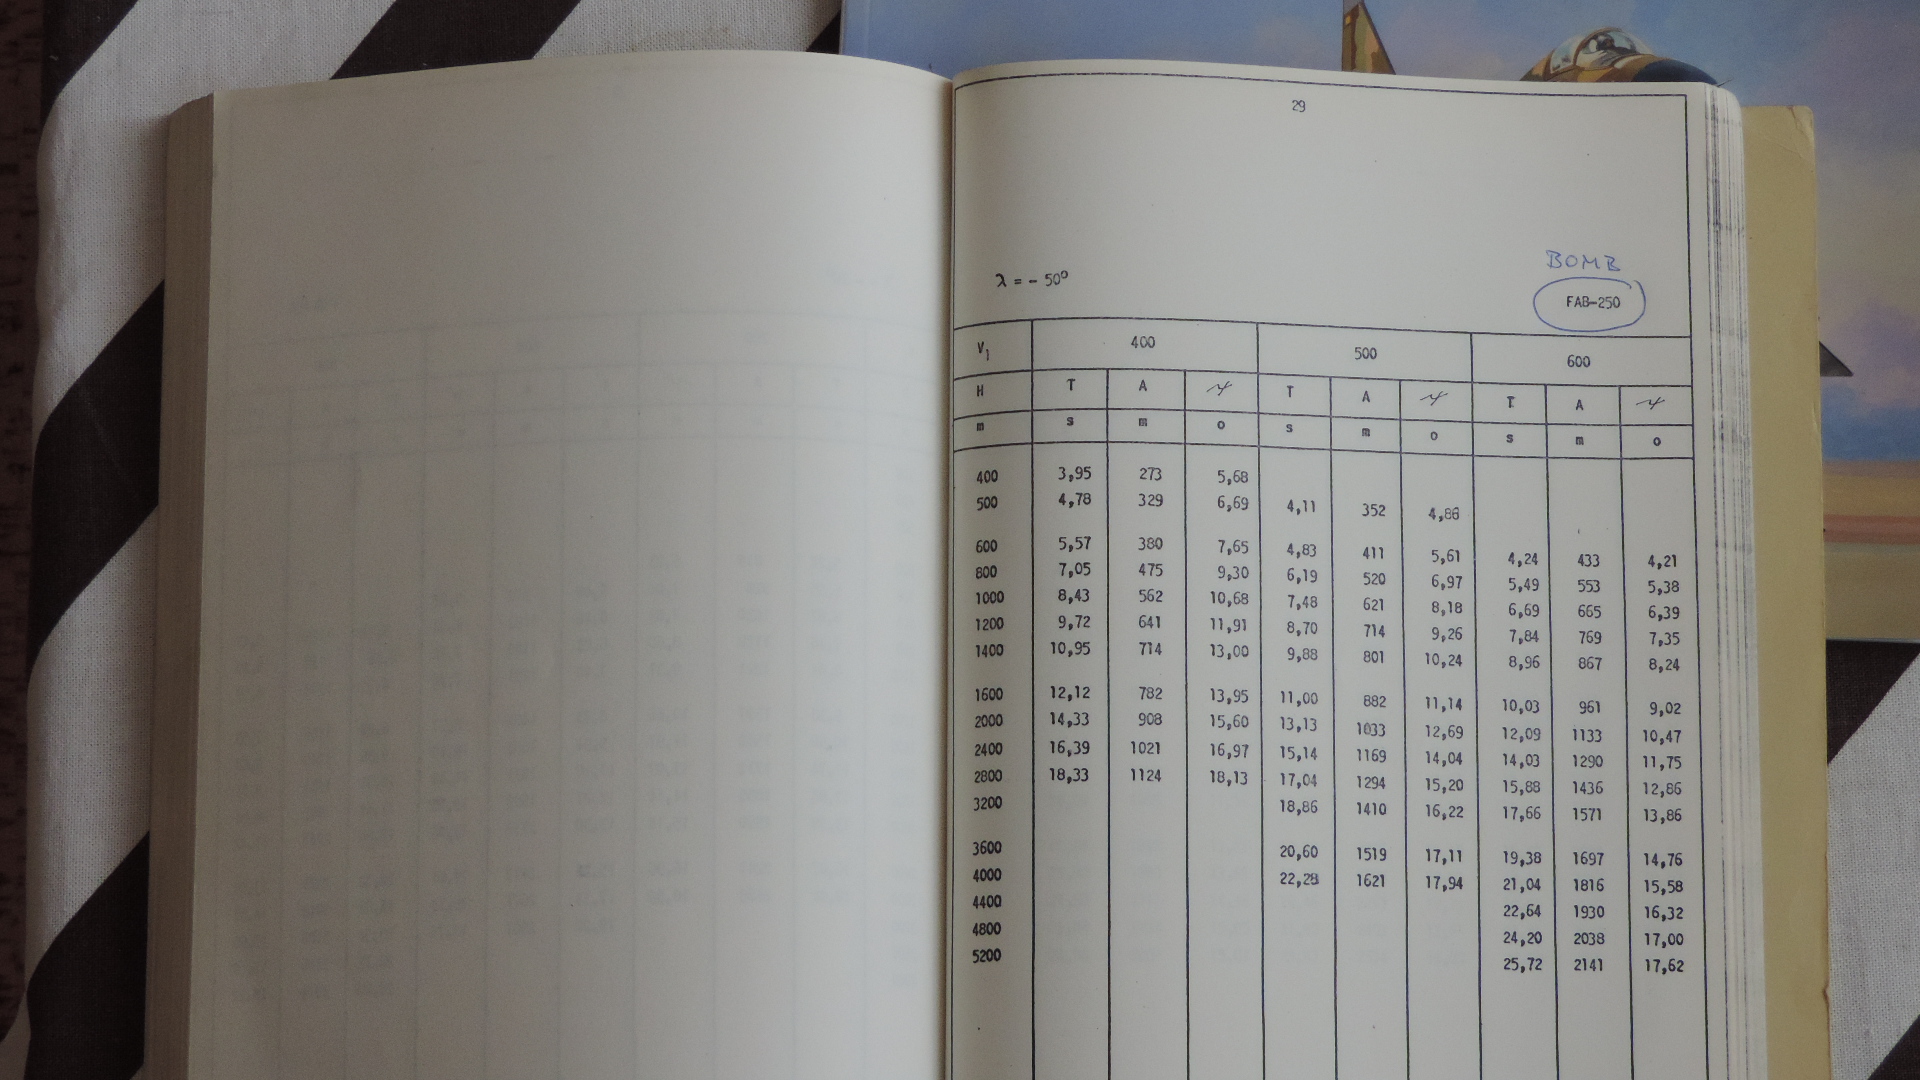 29
BOMB
λ = - 50º FAB-250
V1 400 500 600
H T A ψ T A ψ T A ψ
m s m o s m o s m o
400 3,95 273 5,68
500 4,78 329 6,69 4,11 352 4,86
600 5,57 380 7,65 4,83 411 5,61 4,24 433 4,21
800 7,05 475 9,30 6,19 520 6,97 5,49 553 5,38
1000 8,43 562 10,68 7,48 621 8,18 6,69 665 6,39
1200 9,72 641 11,91 8,70 714 9,26 7,84 769 7,35
1400 10,95 714 13,00 9,88 801 10,24 8,96 867 8,24
1600 12,12 782 13,95 11,00 882 11,14 10,03 961 9,02
2000 14,33 908 15,60 13,13 1033 12,69 12,09 1133 10,47
2400 16,39 1021 16,97 15,14 1169 14,04 14,03 1290 11,75
2800 18,33 1124 18,13 17,04 1294 15,20 15,88 1436 12,86
3200 18,86 1410 16,22 17,66 1571 13,86
3600 20,60 1519 17,11 19,38 1697 14,76
4000 22,28 1621 17,94 21,04 1816 15,58
4400 22,64 1930 16,32
4800 24,20 2038 17,00
5200 25,72 2141 17,62